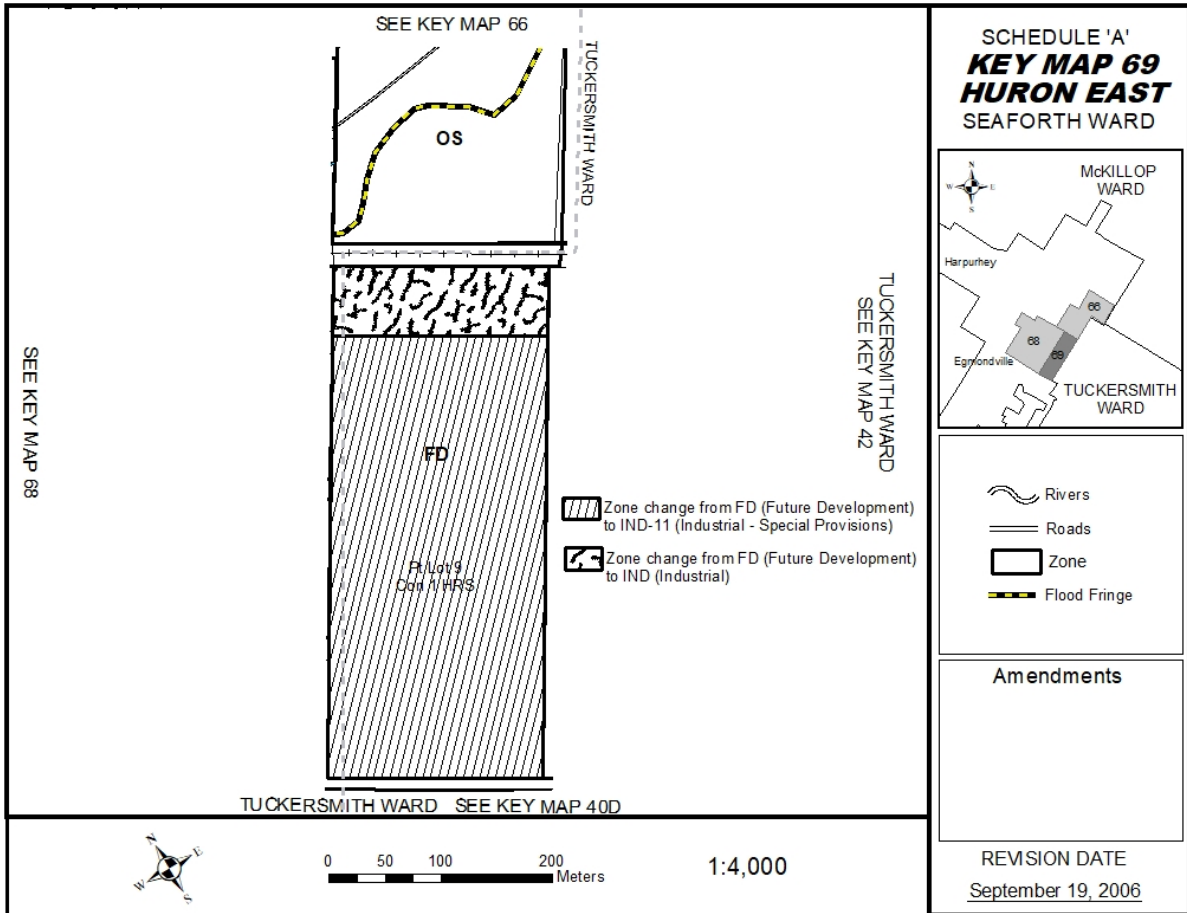 SEE KEY MAP 66
TUCKERSMITH WARD
OS
SEE KEY MAP 68
TUCKERSMITH WARD
SEE KEY MAP 42
FD
Pt Lot 9
Con 1 HRS
Zone change from FD (Future Development)
to IND-11 (Industrial - Special Provisions)
Zone change from FD (Future Development)
to IND (Industrial)
TUCKERSMITH WARD SEE KEY MAP 40D
N
E
W
S
0 50 100 200
Meters
1:4,000
SCHEDULE 'A'
KEY MAP 69
HURON EAST
SEAFORTH WARD
N
W E
S
McKILLOP
WARD
Harpurhey
66
68
69
Egmondville
TUCKERSMITH
WARD
Rivers
Roads
Zone
Flood Fringe
Amendments
REVISION DATE
September 19, 2006